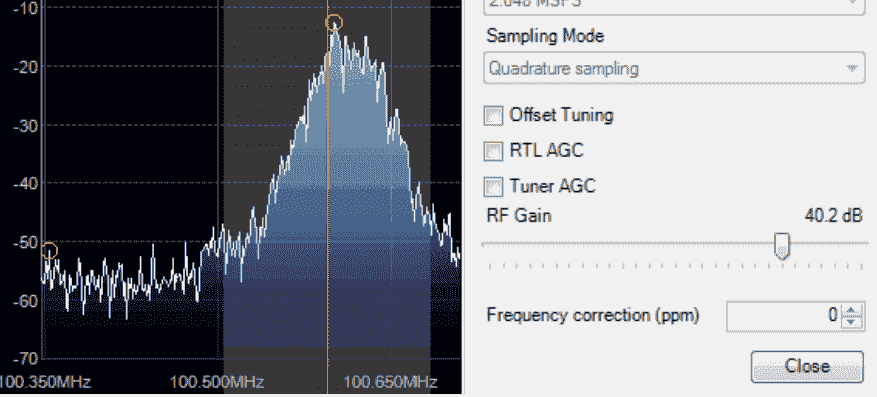 -10
-20
-30
-40
-50
-60
-70
100.350MHz 100.500MHz 100.650MHz
2.048 MSPS
Sampling Mode
Quadrature sampling
Offset Tuning
RTL AGC
Tuner AGC
RF Gain 40.2 dB
Frequency correction (ppm) 0
Close